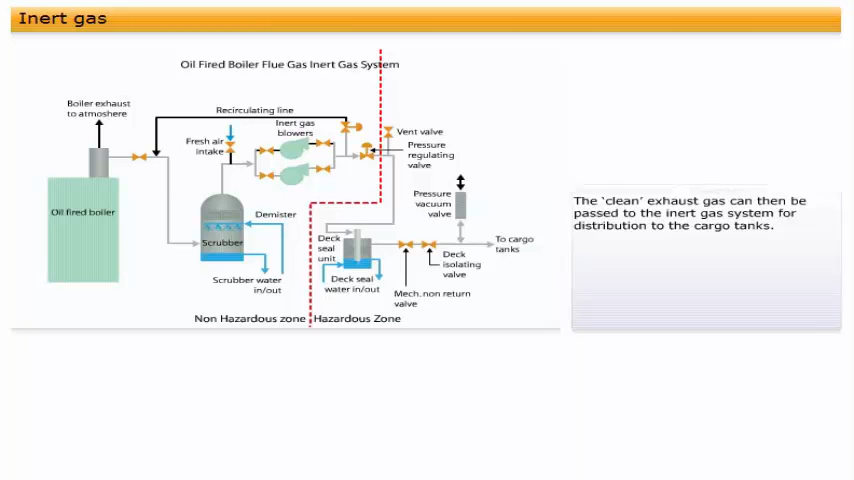 Inert gas
Oil Fired Boiler Flue Gas Inert Gas System
Boiler exhaust
to atmoshere
Recirculating line
Inert gas
blowers
Fresh air
intake
Vent valve
Pressure
regulating
valve
Pressure
vacuum
valve
Oil fired boiler
Demister
Scrubber
Deck
seal
unit
To cargo
tanks
Deck
isolating
valve
Scrubber water
in/out
Deck seal
water in/out
Mech. non return
valve
Non Hazardous zone
Hazardous Zone
The 'clean' exhaust gas can then be
passed to the inert gas system for
distribution to the cargo tanks.